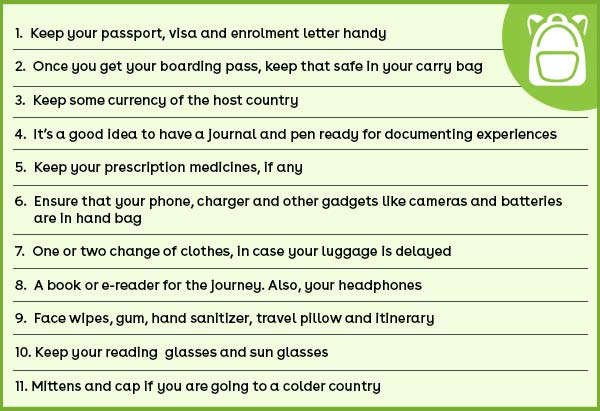 1. Keep your passport, visa and enrolment letter handy
2. Once you get your boarding pass, keep that safe in your carry bag
3. Keep some currency of the host country
4. It's a good idea to have a journal and pen ready for documenting experiences
5. Keep your prescription medicines, if any
6. Ensure that your phone, charger and other gadgets like cameras and batteries
are in hand bag
7. One or two change of clothes, in case your luggage is delayed
8. A book or e-reader for the journey. Also, your headphones
9. Face wipes, gum, hand sanitizer, travel pillow and itinerary
10. Keep your reading glasses and sun glasses
11. Mittens and cap if you are going to a colder country